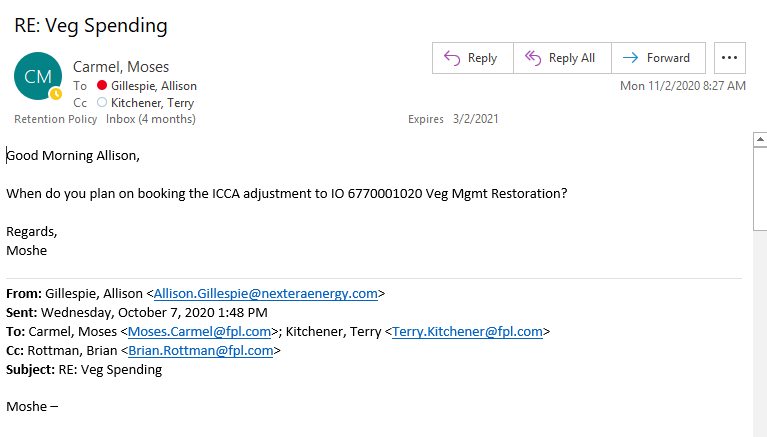 RE: Veg Spending
CM
Carmel, Moses
To Gillespie, Allison
Cc Kitchener, Terry
Reply
Reply All
Forward
Mon 11/2/2020 8:27 AM
Retention Policy Inbox (4 months)
Expires 3/2/2021
Good Morning Allison,
When do you plan on booking the ICCA adjustment to IO 6770001020 Veg Mgmt Restoration?
Regards,
Moshe
From: Gillespie, Allison <Allison.Gillespie@nexteraenergy.com>
Sent: Wednesday, October 7, 2020 1:48 PM
To: Carmel, Moses <Moses.Carmel@fpl.com>; Kitchener, Terry <Terry.Kitchener@fpl.com>
Cc: Rottman, Brian <Brian.Rottman@fpl.com>
Subject: RE: Veg Spending
Moshe –